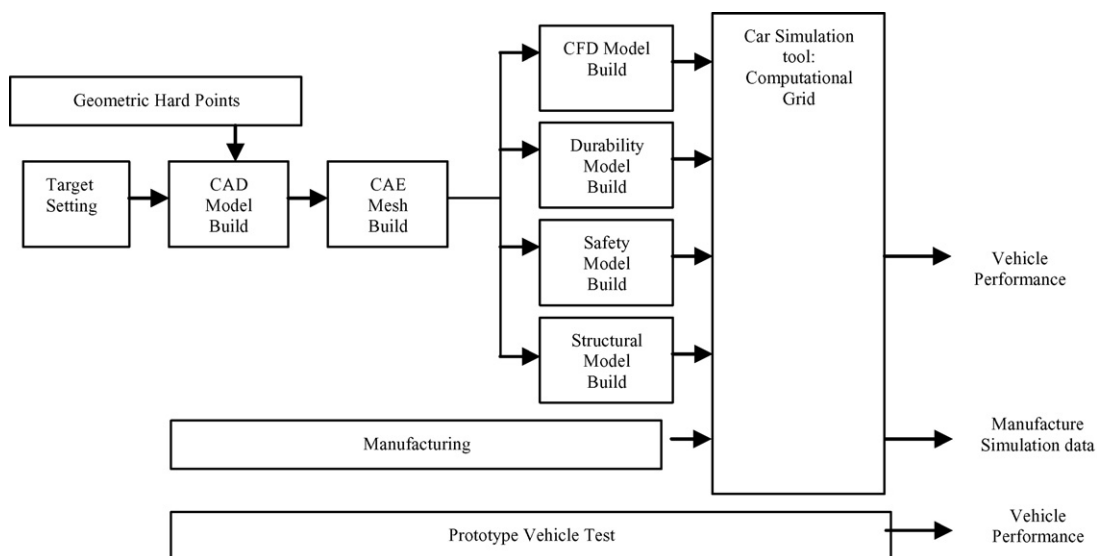 Geometric Hard Points
Target
Setting
CAD
Model
Build
CAE
Mesh
Build
CFD Model
Build
Durability
Model
Build
Safety
Model
Build
Structural
Model
Build
Car Simulation
tool:
Computational
Grid
Vehicle
Performance
Manufacturing
Manufacture
Simulation data
Prototype Vehicle Test
Vehicle
Performance